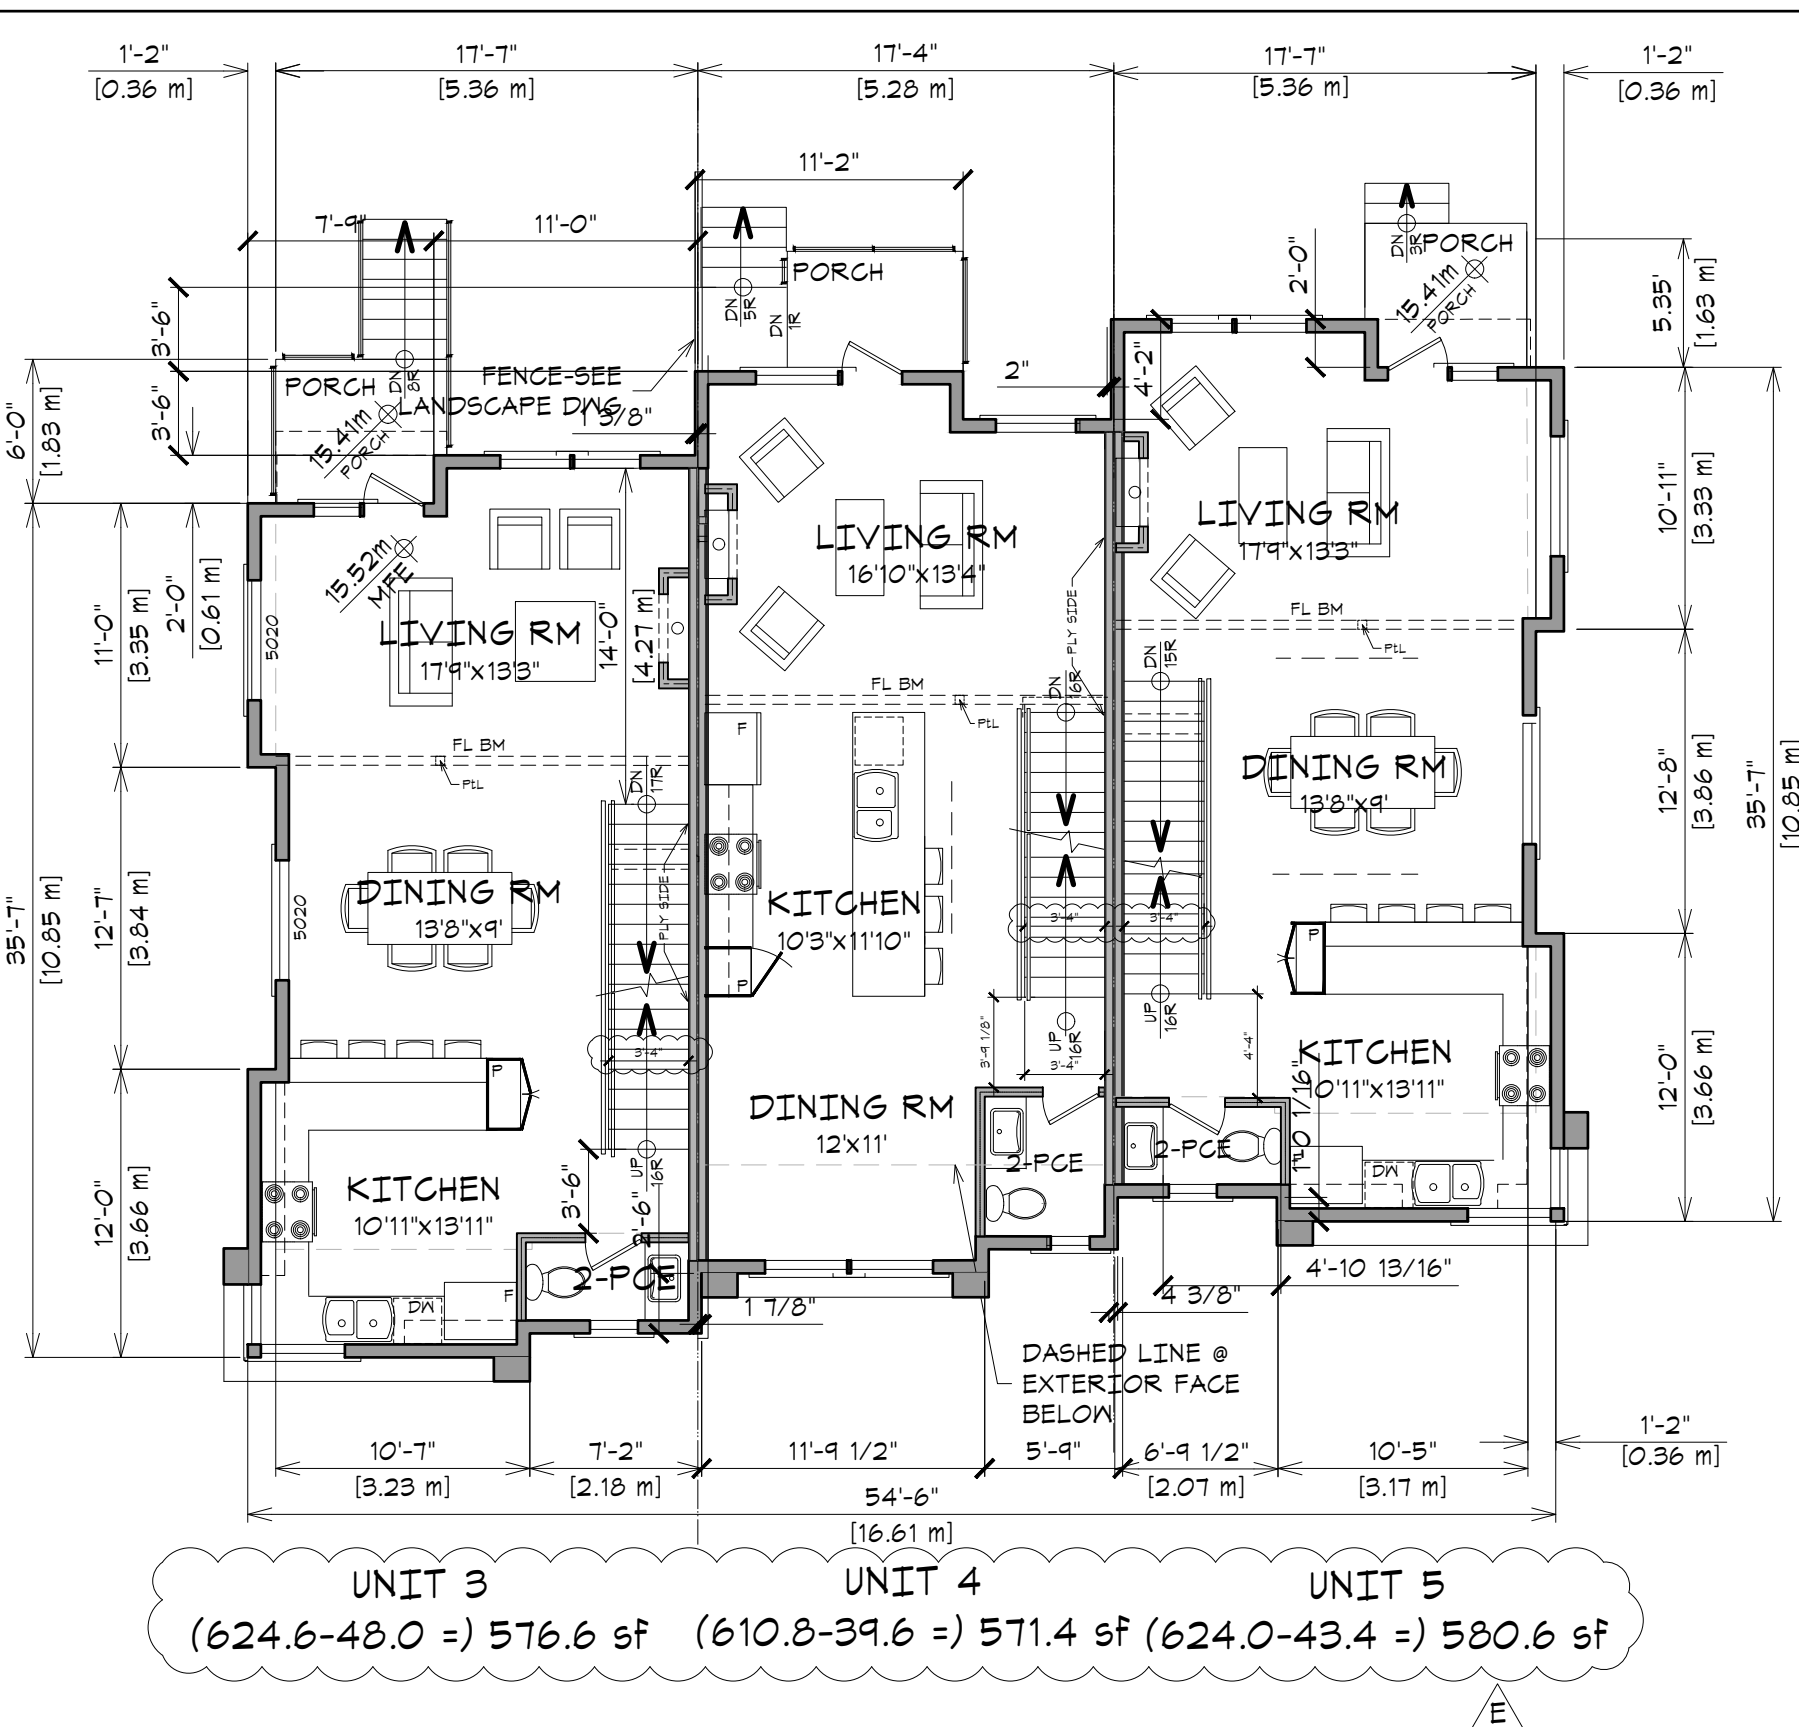 1'-2"
[0.36 m]
17'-7"
[5.36 m]
17'-4"
[5.28 m]
17'-7"
[5.36 m]
1'-2"
[0.36 m]
11'-2"
7'-9"
11'-0"
3'-6"
3'-6"
6'-0"
[1.83 m]
PORCH
DN
8R
15.41m
PORCH
FENCE-SEE
LANDSCAPE DWG
1 3/8"
DN
5R
DN
1R
PORCH
2"
4'-2"
2'-0"
DN
3R
PORCH
15.41m
PORCH
5.35'
[1.63 m]
35'-7"
[10.85 m]
11'-0"
[3.35 m]
2'-0"
[0.61 m]
12'-7"
[3.84 m]
12'-0"
[3.66 m]
5020
5020
15.52m
MFE
LIVING RM
17'9"x13'3"
14'-0"
[4.27 m]
FL BM
PtL
DN
17R
PLY SIDE
DINING RM
13'8"x9'
3'-4"
P
KITCHEN
10'11"x13'11"
3'-6"
UP
16R
2'-6"
2-PCE
DW
F
LIVING RM
16'10"x13'4"
PLY SIDE
FL BM
PtL
DN
16R
F
KITCHEN
10'3"x11'10"
P
3'-4"
3'-4"
3'-9 1/8"
UP
16R
3'-4"
DINING RM
12'x11'
2-PCE
1 7/8"
LIVING RM
17'9"x13'3"
FL BM
PtL
DN
15R
DINING RM
13'8"x9'
P
UP
16R
4'-4"
KITCHEN
10'11"x13'11"
2-PCE
DW
4'-10 13/16"
4 3/8"
10'-11"
[3.33 m]
12'-8"
[3.86 m]
12'-0"
[3.66 m]
35'-7"
[10.85 m]
DASHED LINE @
EXTERIOR FACE
BELOW
10'-7"
[3.23 m]
7'-2"
[2.18 m]
11'-9 1/2"
5'-9"
6'-9 1/2"
[2.07 m]
10'-5"
[3.17 m]
1'-2"
[0.36 m]
54'-6"
[16.61 m]
UNIT 3
UNIT 4
UNIT 5
(624.6-48.0 =) 576.6 sf
(610.8-39.6 =) 571.4 sf
(624.0-43.4 =) 580.6 sf
E